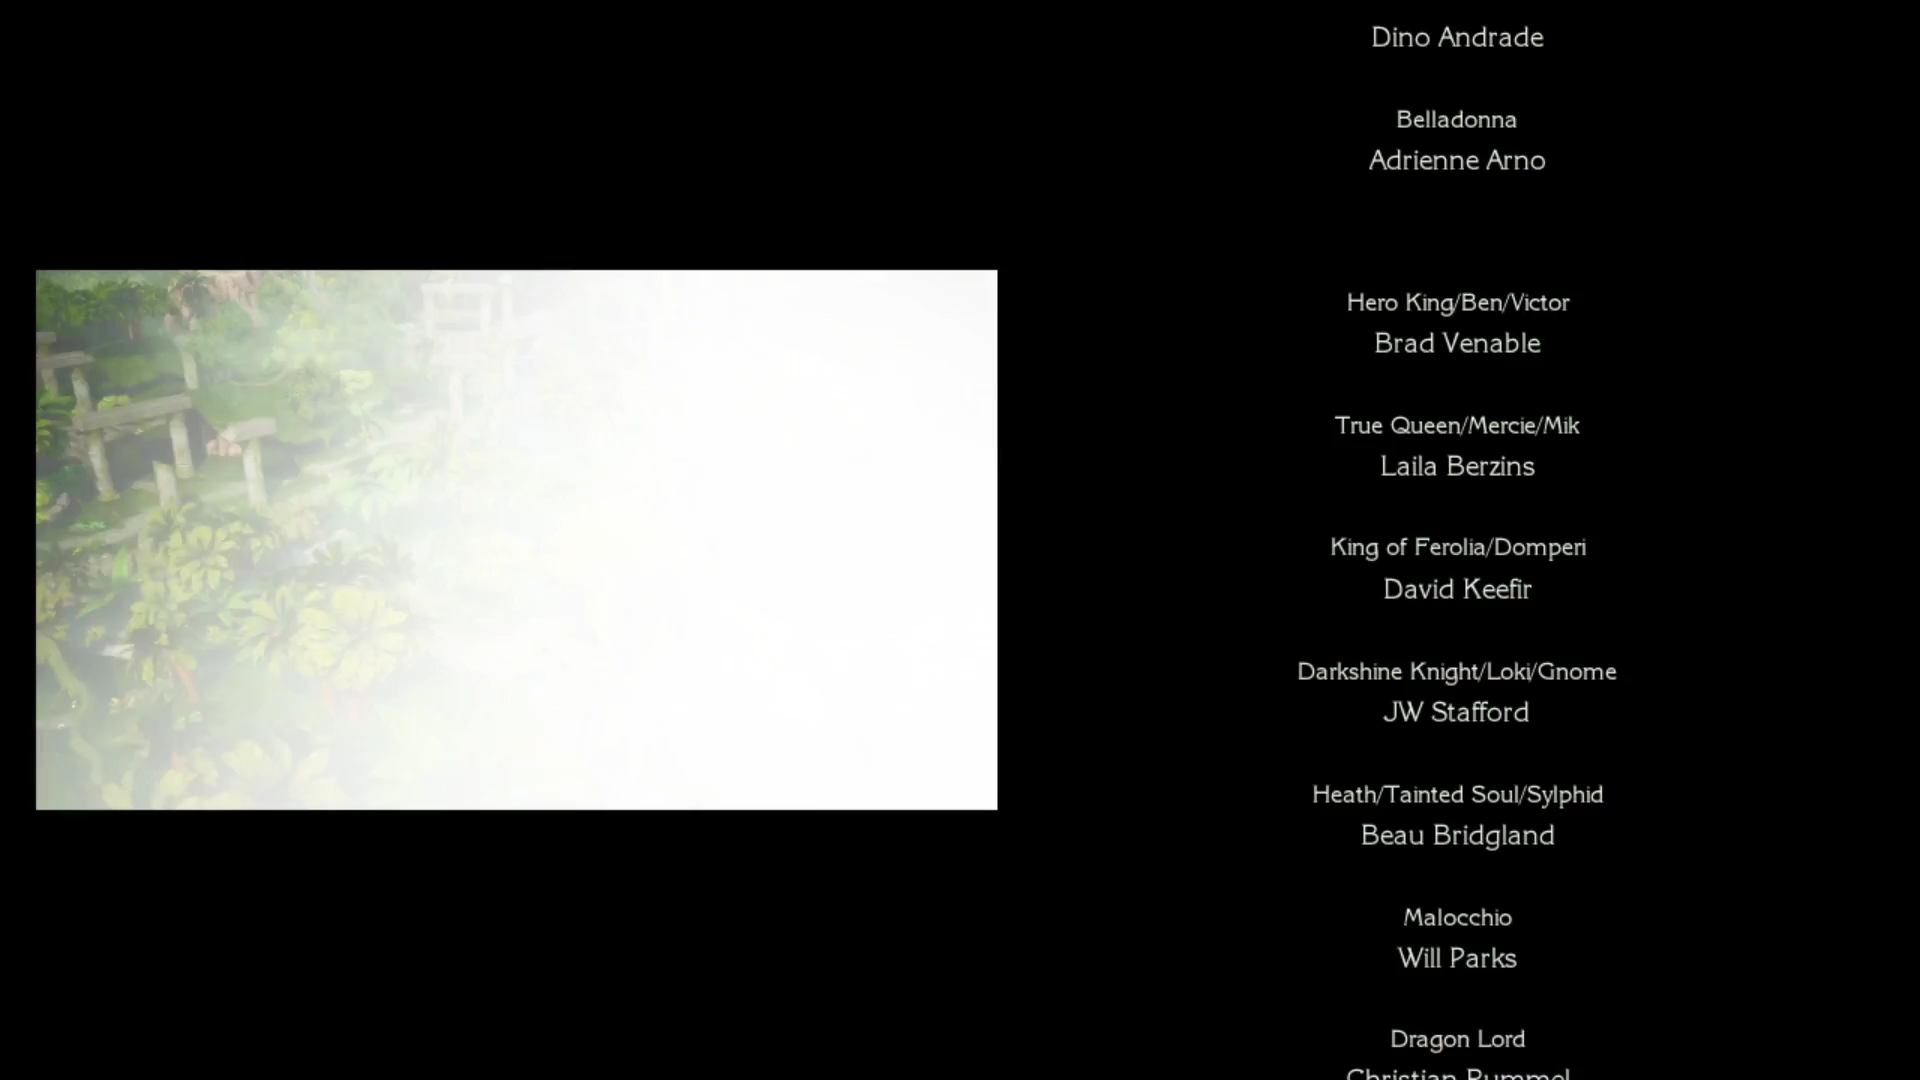 Dino Andrade
Belladonna
Adrienne Arno
Hero King/Ben/Victor
Brad Venable
True Queen/Mercie/Mik
Laila Berzins
King of Ferolia/Domperi
David Keefir
Darkshine Knight/Loki/Gnome
JW Stafford
Heath/Tainted Soul/Sylphid
Beau Bridgland
Malocchio
Will Parks
Dragon Lord
Christian Rummel